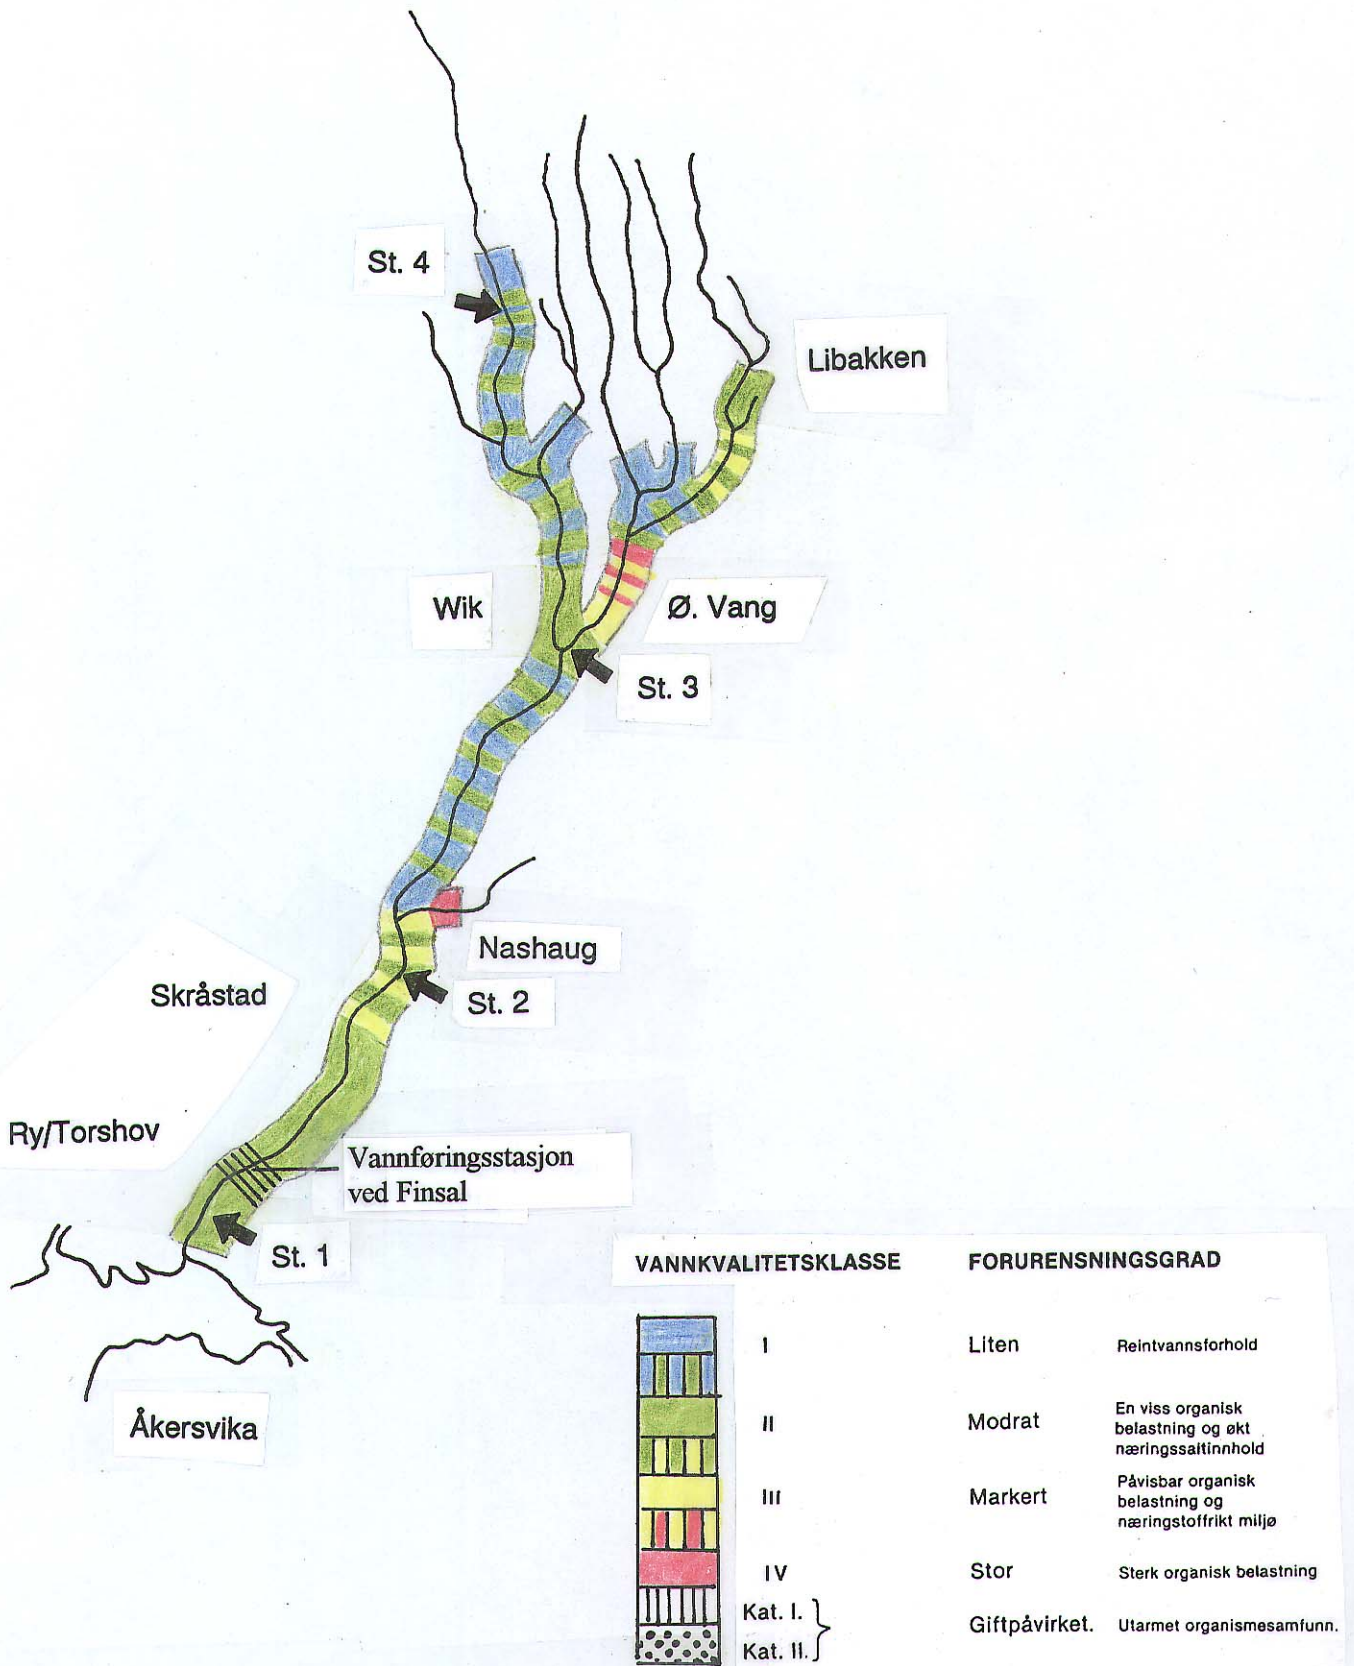 St. 4
Libakken
Wik
Ø. Vang
St. 3
Nashaug
Skråstad
St. 2
Ry/Torshov
Vannføringsstasjon
ved Finsal
St. 1
Åkersvika
VANNKVALITETSKLASSE FORURENSNINGSGRAD
I Liten Reintvannsforhold
II Modrat En viss organisk
belastning og økt
næringssaltinnhold
III Markert Påvisbar organisk
belastning og
næringstoffrikt miljø
IV Stor Sterk organisk belastning
Kat. I.
Giftpåvirket. Utarmet organismesamfunn.
Kat. II.